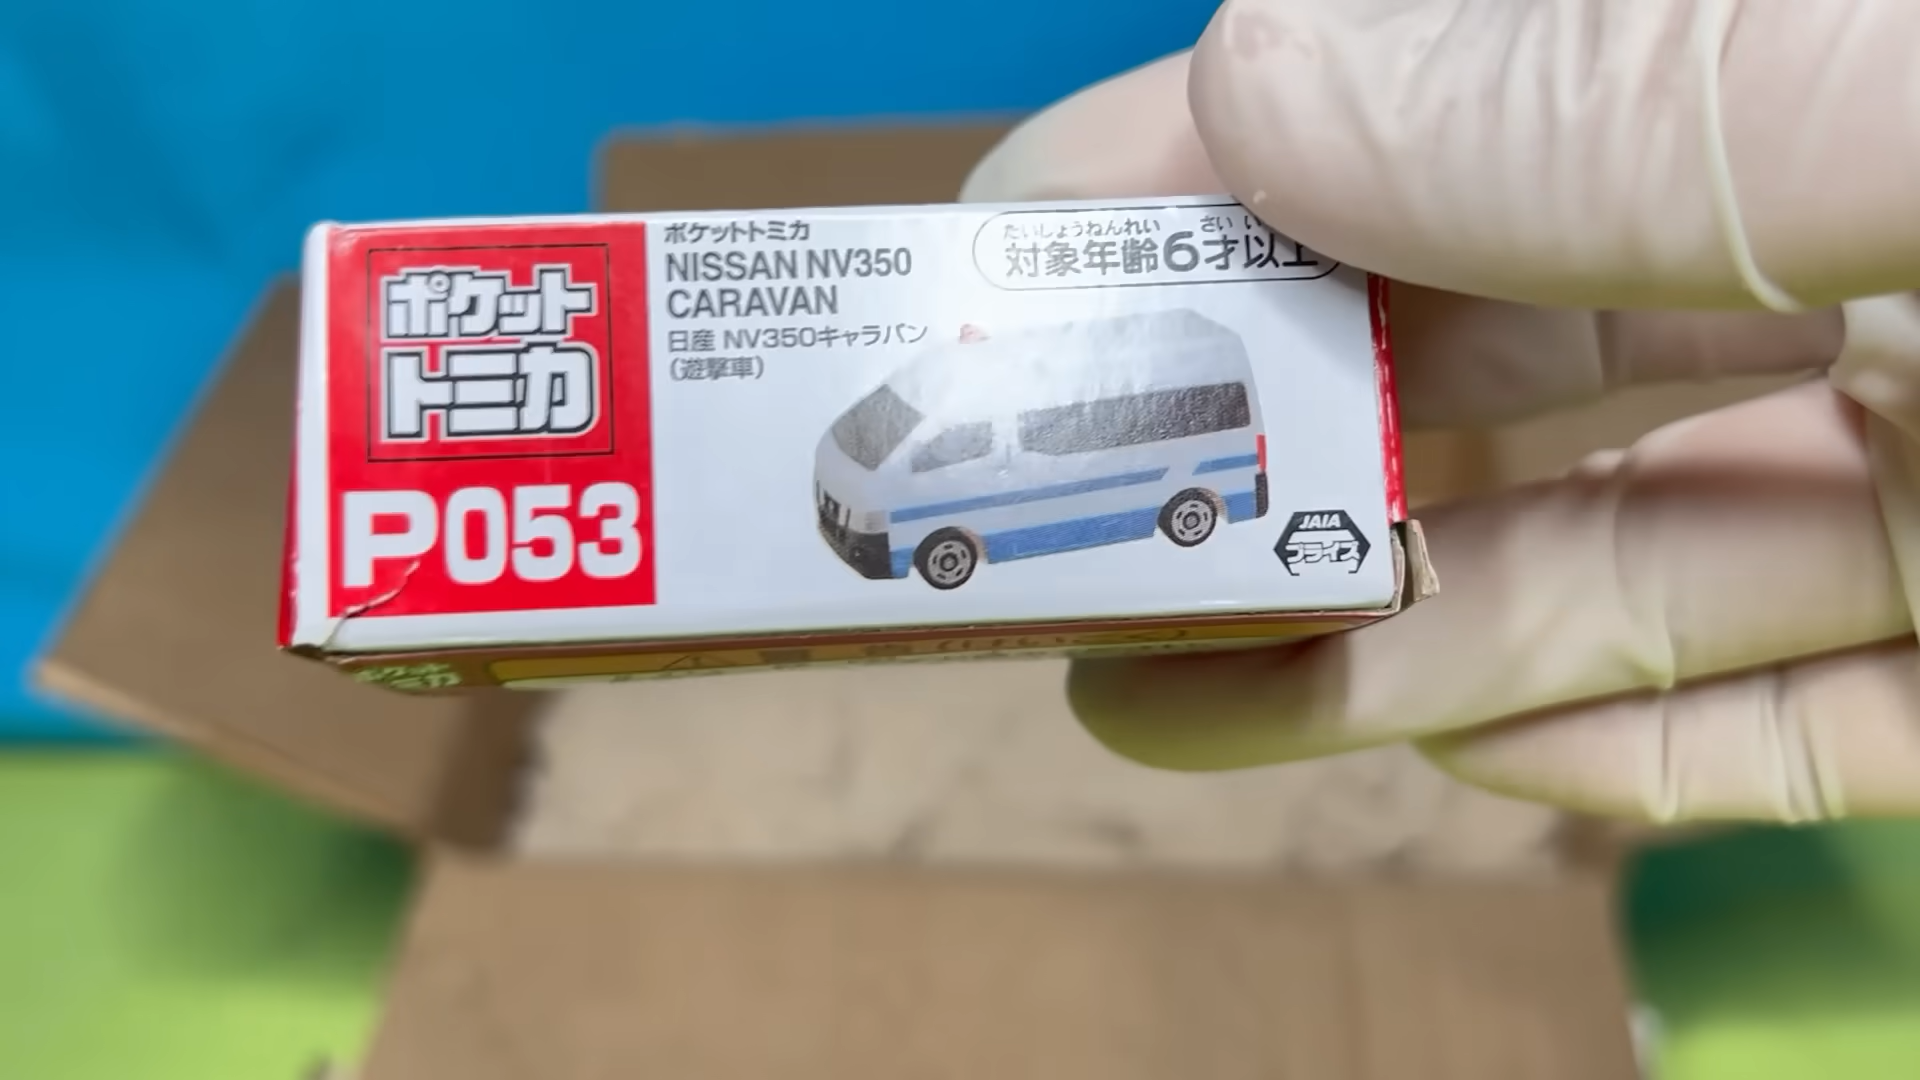 ポケット
トミカ
P053
ポケットトミカ
NISSAN NV350
CARAVAN
日産 NV350キャラバン
(遊撃車)
たいしょうねんれい さい い
対象年齢6才以上
JAIA
プライズ